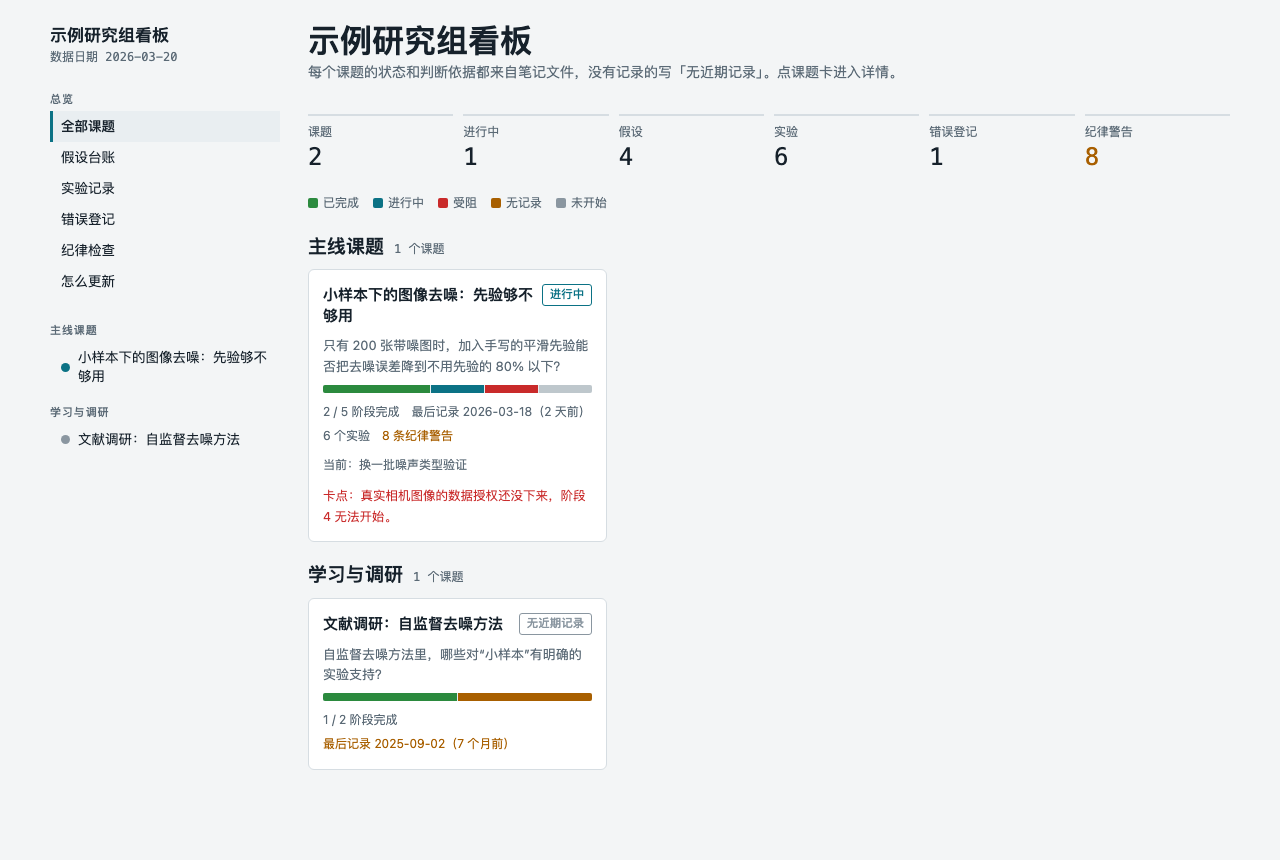 示例研究组看板
数据日期 2026-03-20
总览
全部课题
假设台账
实验记录
错误登记
纪律检查
怎么更新
主线课题
小样本下的图像去噪：先验够不
够用
学习与调研
文献调研：自监督去噪方法
示例研究组看板
每个课题的状态和判断依据都来自笔记文件，没有记录的写「无近期记录」。点课题卡进入详情。
课题
2
进行中
1
假设
4
实验
6
错误登记
1
纪律警告
8
已完成 进行中 受阻 无记录 未开始
主线课题 1 个课题
小样本下的图像去噪：先验够不
够用
进行中
只有 200 张带噪图时，加入手写的平滑先验能
否把去噪误差降到不用先验的 80% 以下？
2 / 5 阶段完成 最后记录 2026-03-18（2 天前）
6 个实验 8 条纪律警告
当前：换一批噪声类型验证
卡点：真实相机图像的数据授权还没下来，阶段
4 无法开始。
学习与调研 1 个课题
文献调研：自监督去噪方法
无近期记录
自监督去噪方法里，哪些对“小样本”有明确的
实验支持？
1 / 2 阶段完成
最后记录 2025-09-02（7 个月前）